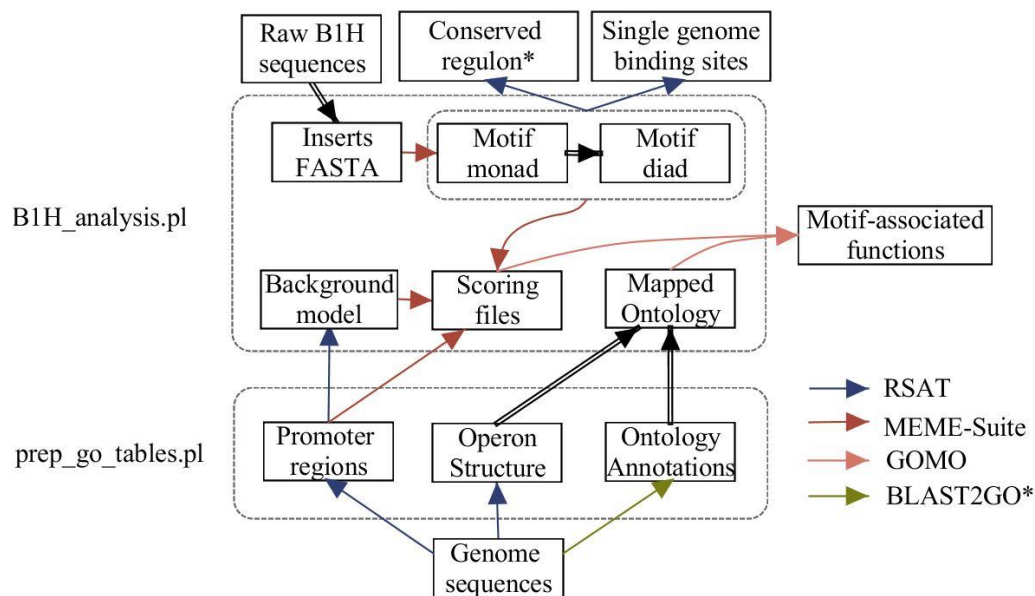 Raw B1H
sequences
Conserved
regulon*
Single genome
binding sites
Inserts
FASTA
Motif
monad
Motif
diad
B1H_analysis.pl
Motif-associated
functions
Background
model
Scoring
files
Mapped
Ontology
RSAT
MEME-Suite
GOMO
BLAST2GO*
prep_go_tables.pl
Promoter
regions
Operon
Structure
Ontology
Annotations
Genome
sequences